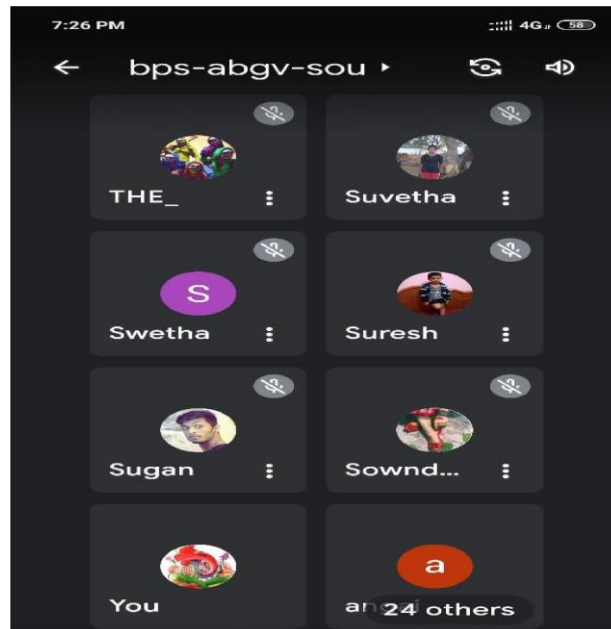 7:26 PM 4G 58
bps-abgv-sou
THE_ Suvetha
S
Swetha Suresh
Sugan Sownd...
a
You
24 others